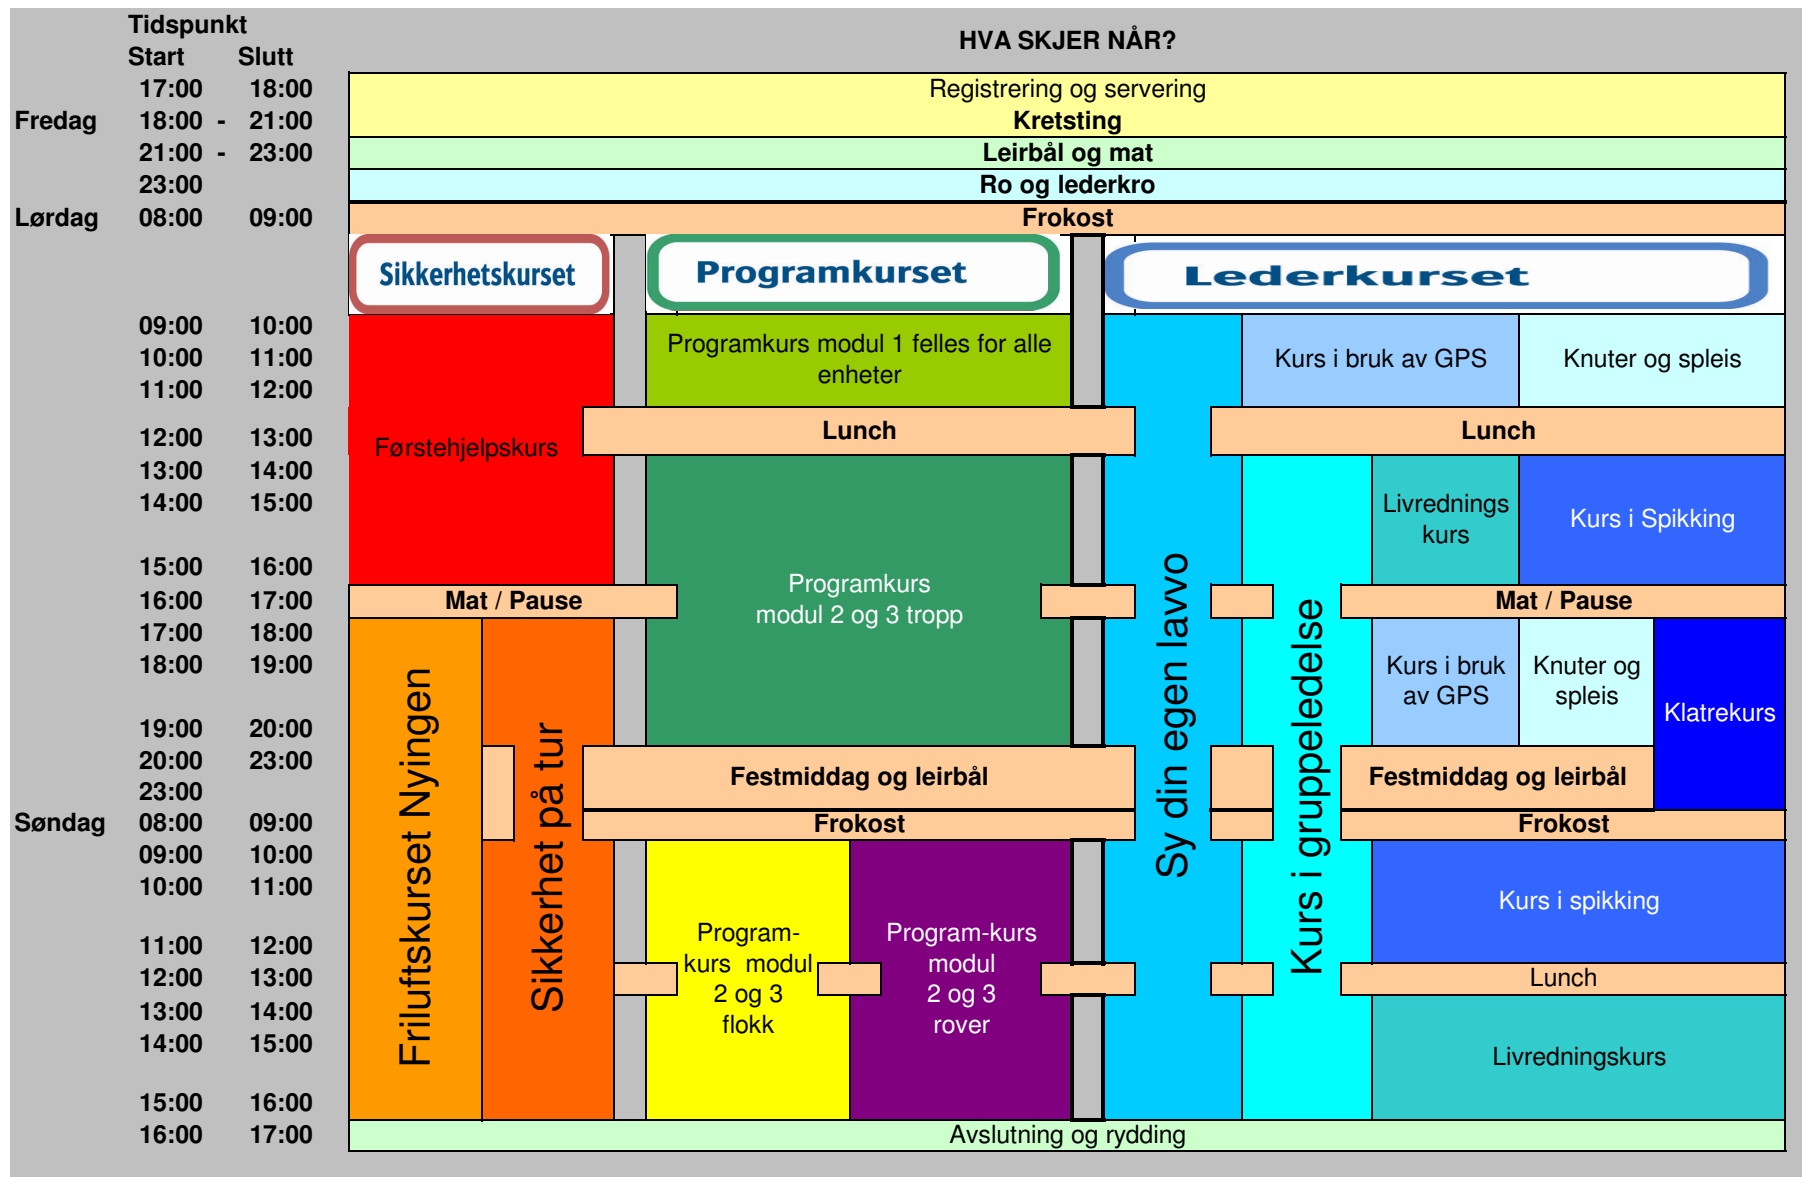 Tidspunkt
HVA SKJER NÅR?
Start Slutt
17:00 18:00 Registrering og servering
Fredag 18:00 - 21:00 Kretsting
21:00 - 23:00 Leirbål og mat
23:00 Ro og lederkro
Lørdag 08:00 09:00 Frokost
Sikkerhetskurset Programkurset Lederkurset
09:00 10:00
10:00 11:00
11:00 12:00
12:00 13:00
13:00 14:00
14:00 15:00
15:00 16:00
16:00 17:00
17:00 18:00
18:00 19:00
19:00 20:00
20:00 23:00
23:00
Søndag 08:00 09:00
09:00 10:00
10:00 11:00
11:00 12:00
12:00 13:00
13:00 14:00
14:00 15:00
15:00 16:00
16:00 17:00
Førstehjelpskurs
Mat / Pause
Friluftskurset Nyingen
Sikkerhet på tur
Programkurs modul 1 felles for alle
enheter
Lunch
Programkurs
modul 2 og 3 tropp
Festmiddag og leirbål
Frokost
Program-
kurs modul
2 og 3
flokk
Program-kurs
modul
2 og 3
rover
Sy din egen lavvo
Kurs i bruk av GPS
Knuter og spleis
Lunch
Kurs i gruppeledelse
Livrednings
kurs
Kurs i Spikking
Mat / Pause
Kurs i bruk
av GPS
Knuter og
spleis
Klatrekurs
Festmiddag og leirbål
Frokost
Kurs i spikking
Lunch
Livredningskurs
Avslutning og rydding